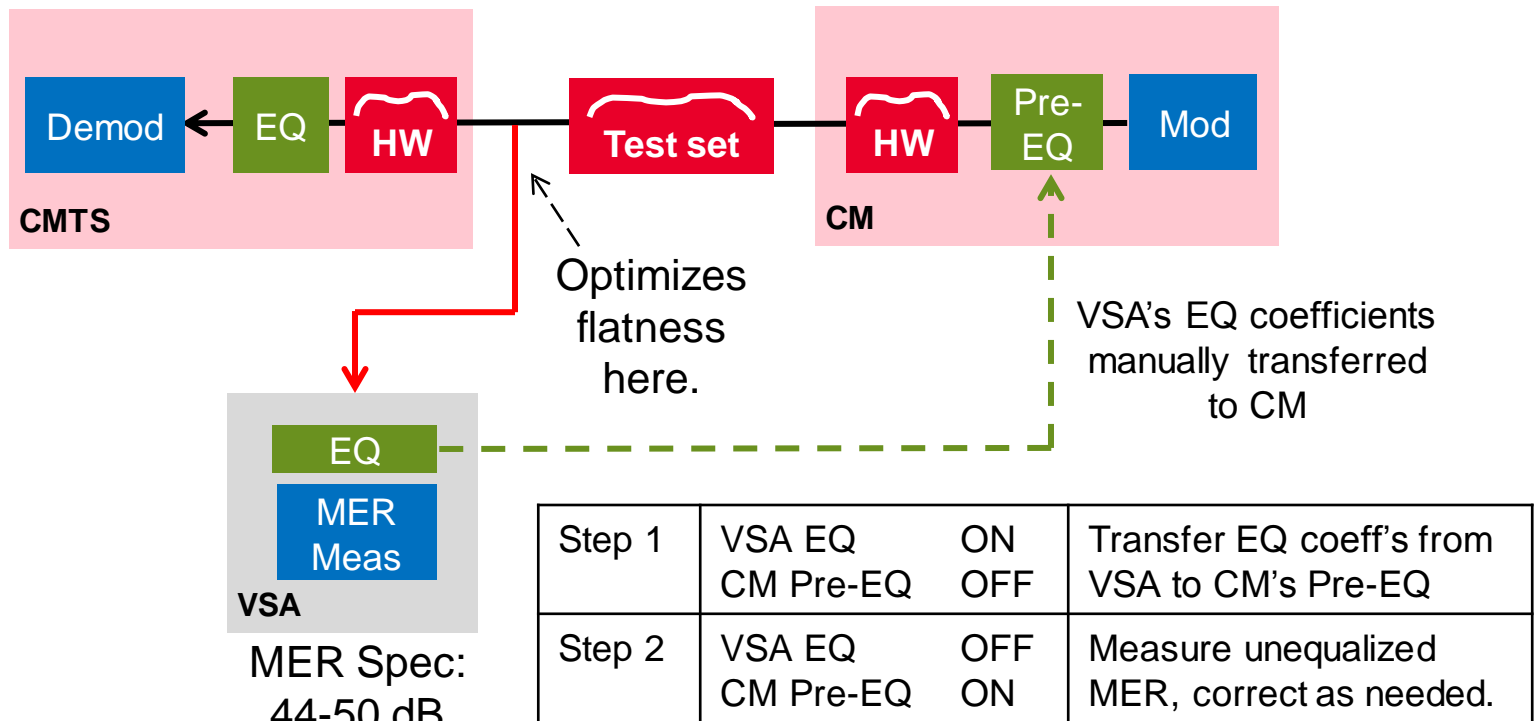 Demod
EQ
HW
CMTS
Test set
HW
Pre-
EQ
Mod
CM
Optimizes
flatness
here.
VSA's EQ coefficients
manually transferred
to CM
EQ
MER
Meas
VSA
MER Spec:
44-50 dB
Step 1 VSA EQ ON Transfer EQ coeff's from
CM Pre-EQ OFF VSA to CM's Pre-EQ
Step 2 VSA EQ OFF Measure unequalized
CM Pre-EQ ON MER, correct as needed.